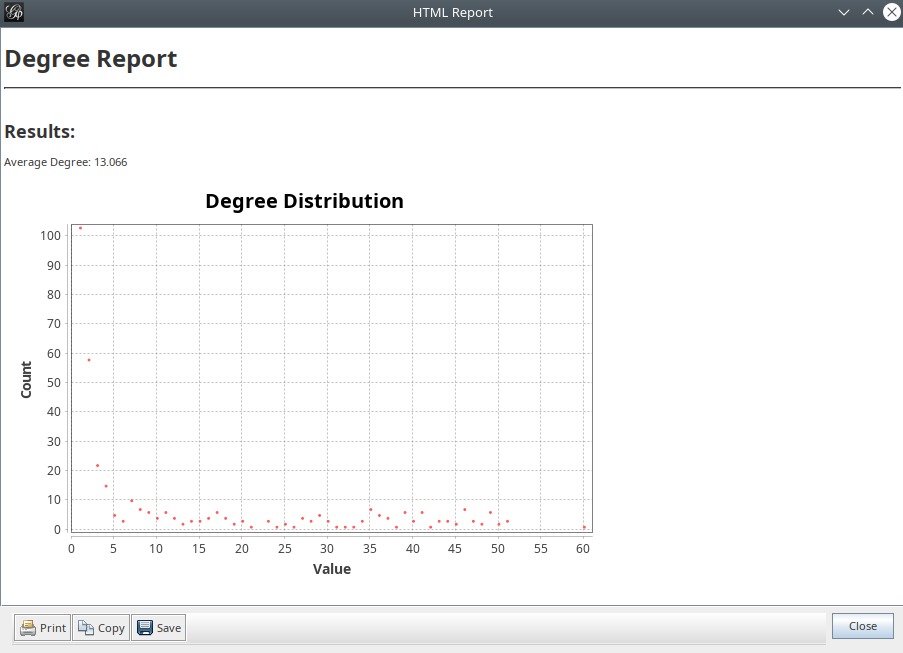 HTML Report
Degree Report
Results:
Average Degree: 13.066
Degree Distribution
100
90
80
70
60
50
40
30
20
10
0
Count
0 5 10 15 20 25 30 35 40 45 50 55 60
Value
Print Copy Save Close